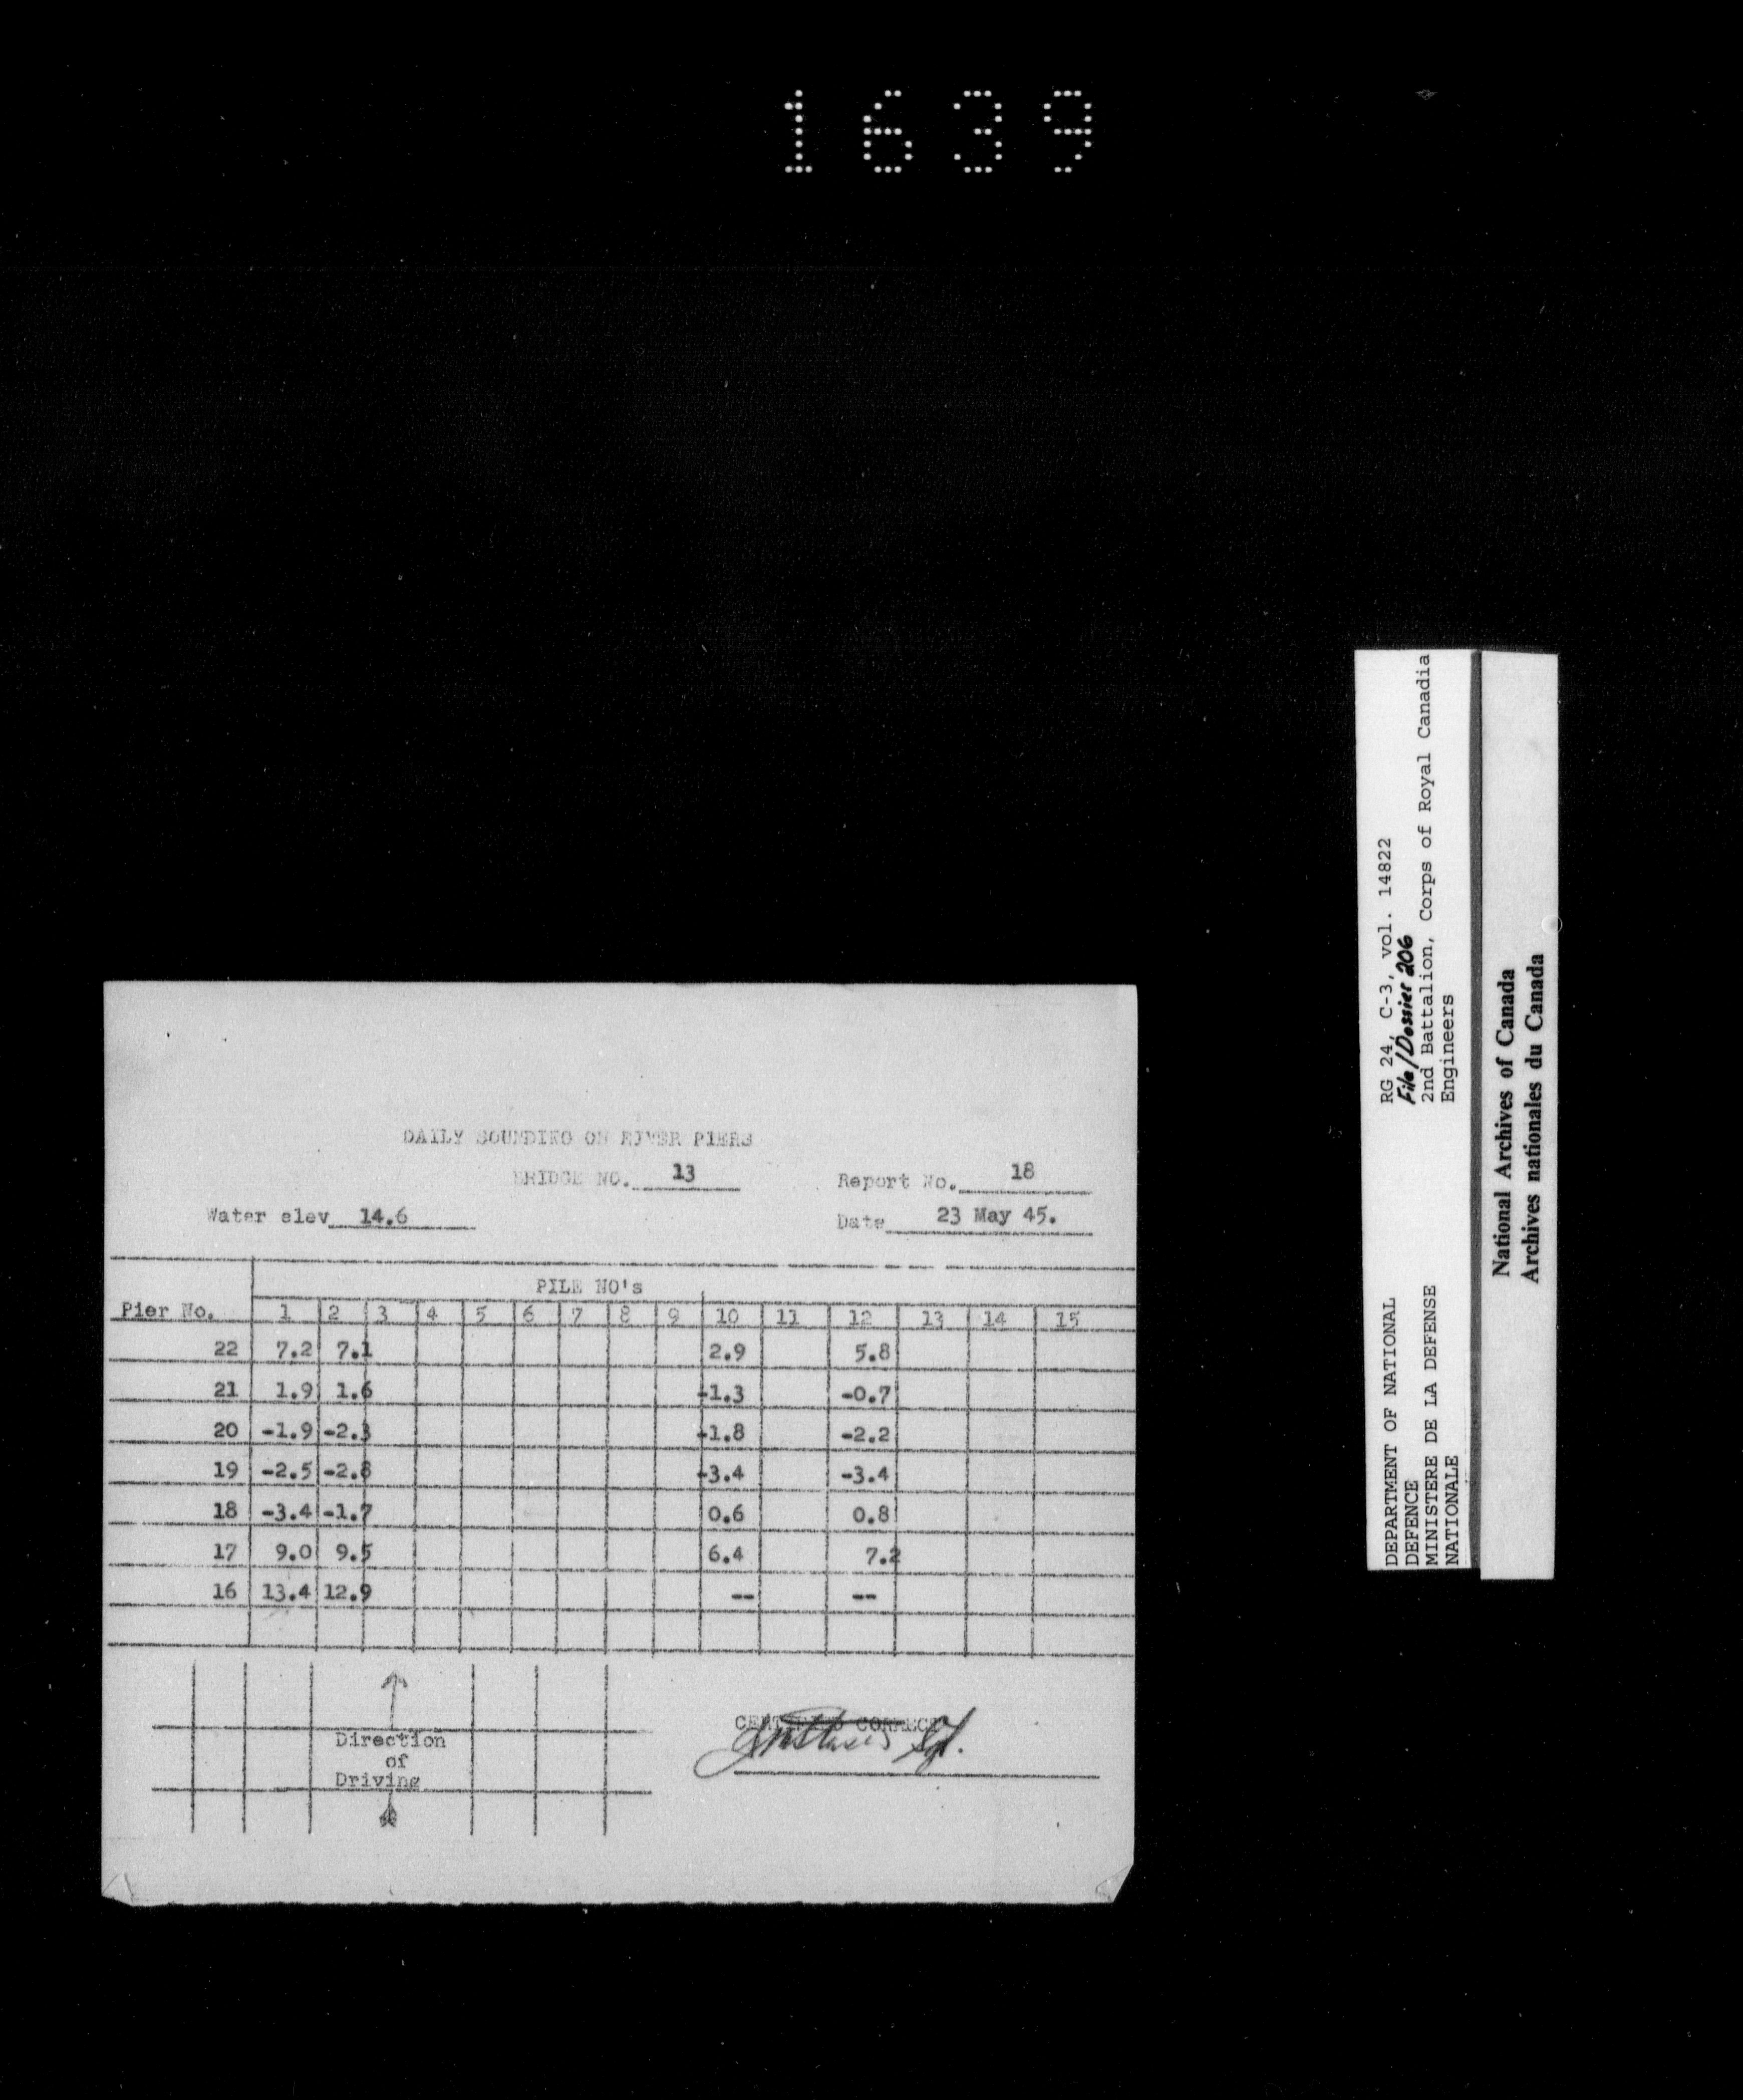 1639
DAILY SOUNDING ON RIVER PIERS
BRIDGE NO. 13
Report No. 18
Water elev 14.6
Date 23 May 45.
PILE NO's
Pier No. 1 2 3 4 5 6 7 8 9 10 11 12 13 14 15
22 7.2 7.1 2.9 5.8
21 1.9 1.6 -1.3 -0.7
20 -1.9 -2.3 -1.8 -2.2
19 -2.5 -2.8 -3.4 -3.4
18 -3.4 -1.7 0.6 0.8
17 9.0 9.5 6.4 7.2
16 13.4 12.9 -- --
Direction
of
Driving
CERTIFIED CORRECT
Sgt.
RG 24, C-3, vol. 14822
File/Dossier 206
2nd Battalion, Corps of Royal Canadia
Engineers
DEPARTMENT OF NATIONAL
DEFENCE
MINISTERE DE LA DEFENSE
NATIONALE
National Archives of Canada
Archives nationales du Canada